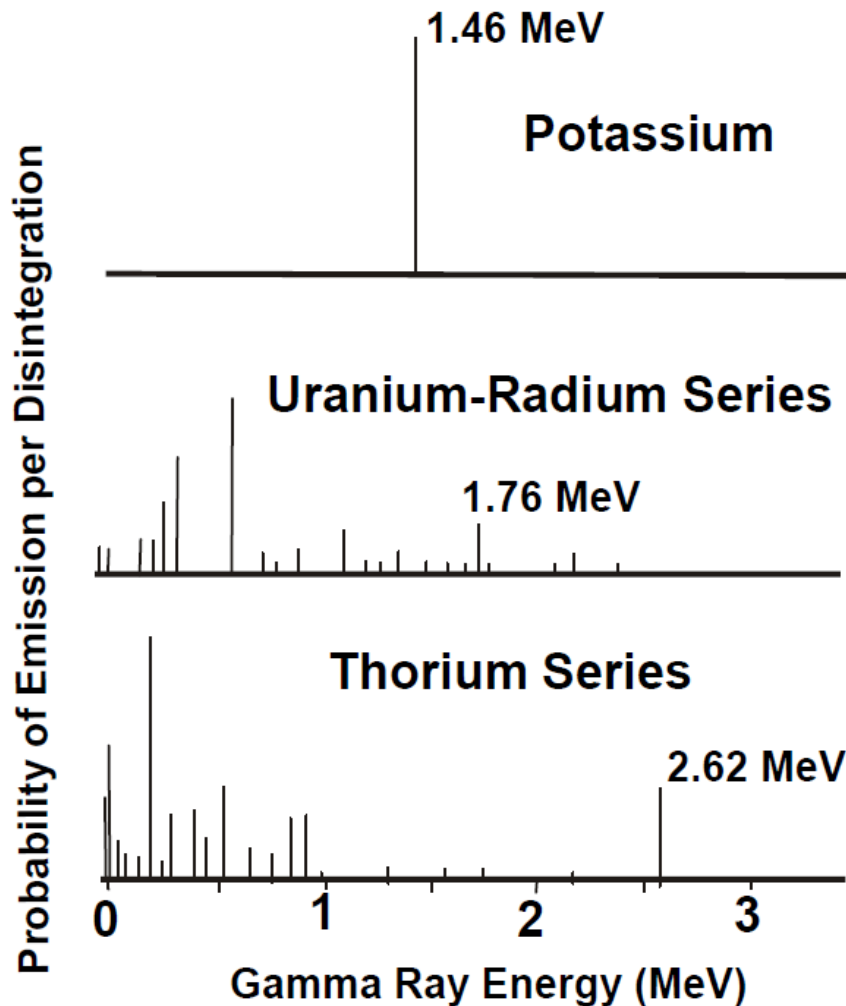 1.46 MeV
Potassium
Uranium-Radium Series
1.76 MeV
Thorium Series
2.62 MeV
0 1 2 3
Gamma Ray Energy (MeV)
Probability of Emission per Disintegration